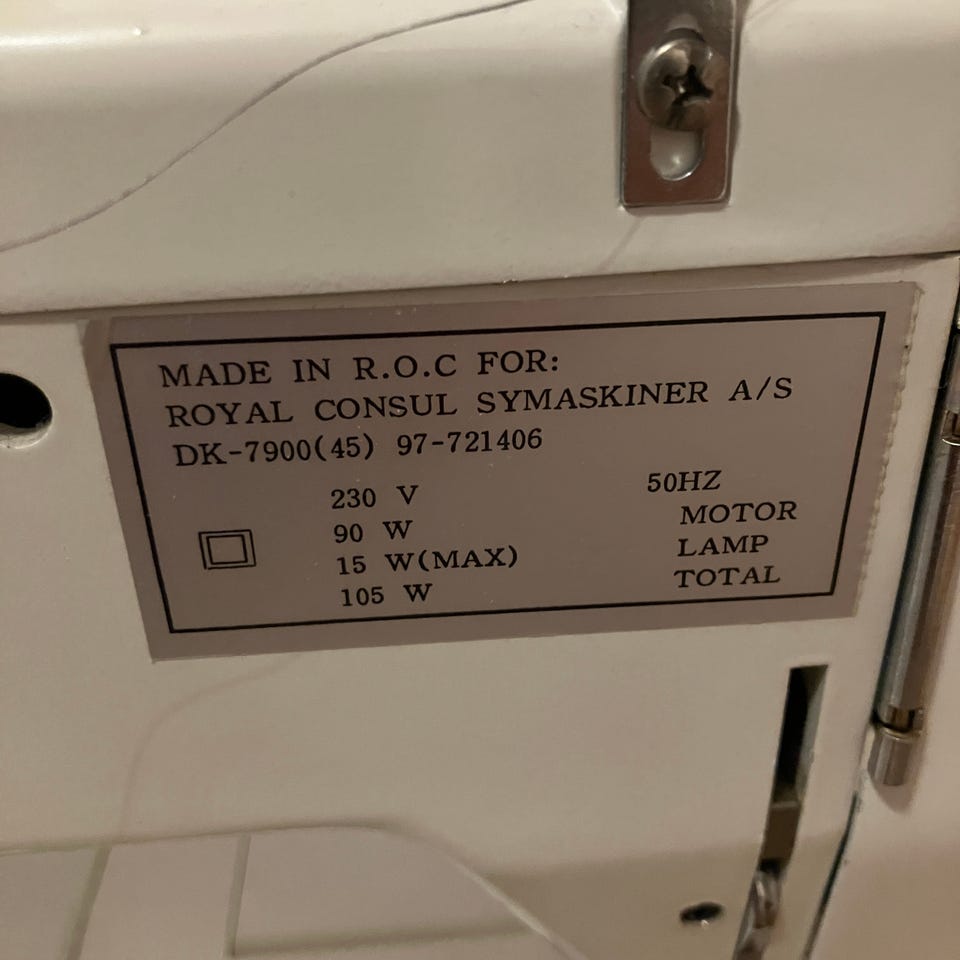 MADE IN R.O.C FOR:
ROYAL CONSUL SYMASKINER A/S
DK-7900(45) 97-721406
230 V 50HZ
90 W MOTOR
15 W(MAX) LAMP
105 W TOTAL